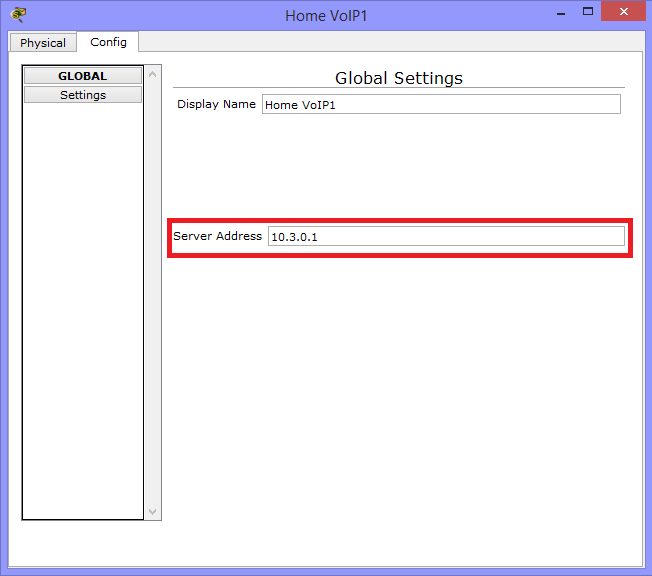 Home VoIP1
Physical Config
GLOBAL
Settings
Global Settings
Display Name Home VoIP1
Server Address 10.3.0.1